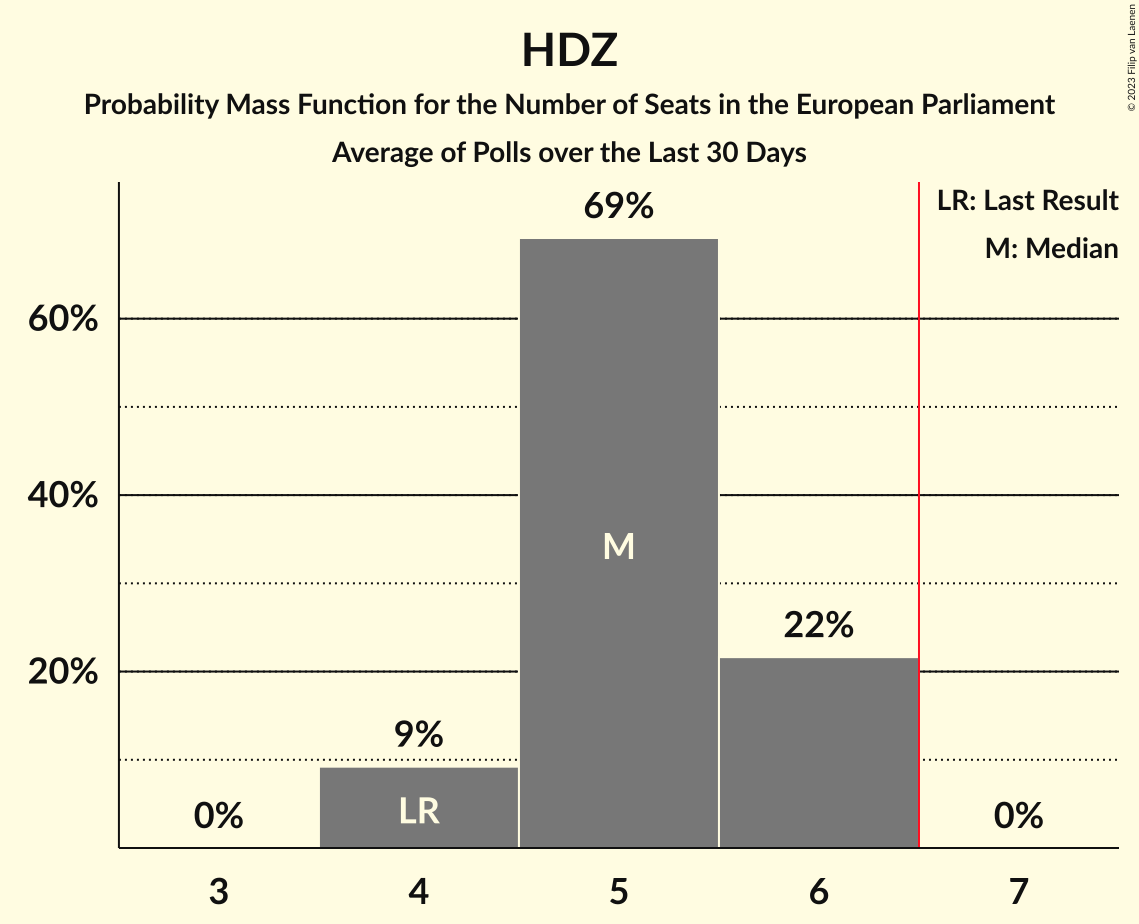 HDZ
Probability Mass Function for the Number of Seats in the European Parliament
Average of Polls over the Last 30 Days
© 2023 Filip van Laenen
LR: Last Result
M: Median
69%
60%
40%
M
22%
20%
9%
LR
0%
0%
3 4 5 6 7